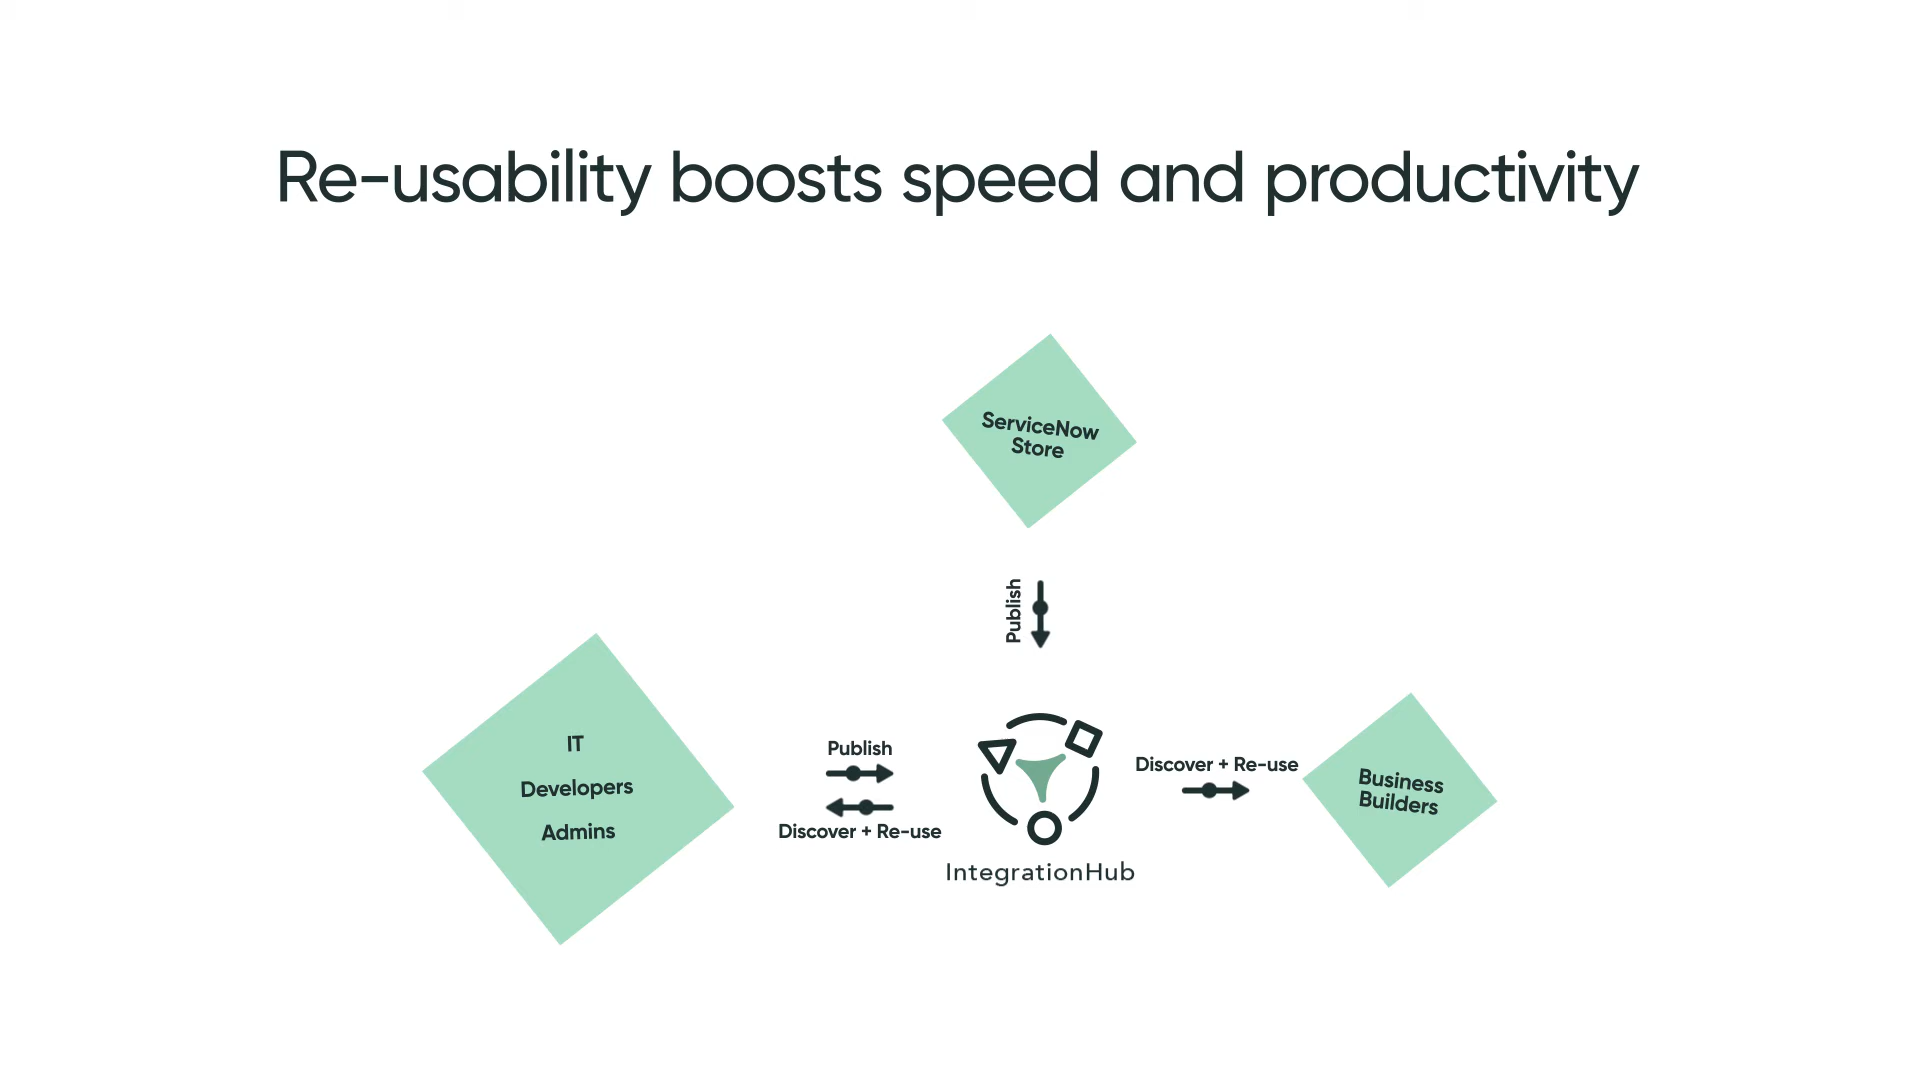 Re-usability boosts speed and productivity
ServiceNow
Store
Publish
IT
Developers
Admins
Publish
Discover + Re-use
IntegrationHub
Discover + Re-use
Business
Builders